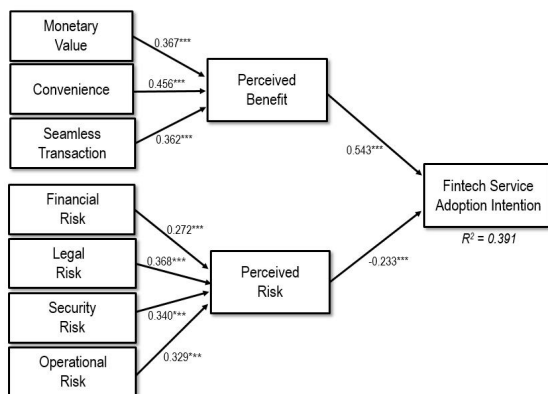 Monetary
Value
0.367***
Convenience
0.456***
Perceived
Benefit
Seamless
Transaction
0.362***
0.543***
Fintech Service
Adoption Intention
R² = 0.391
Financial
Risk
0.272***
Legal
Risk
0.368***
Perceived
Risk
-0.233***
Security
Risk
0.340***
Operational
Risk
0.329***